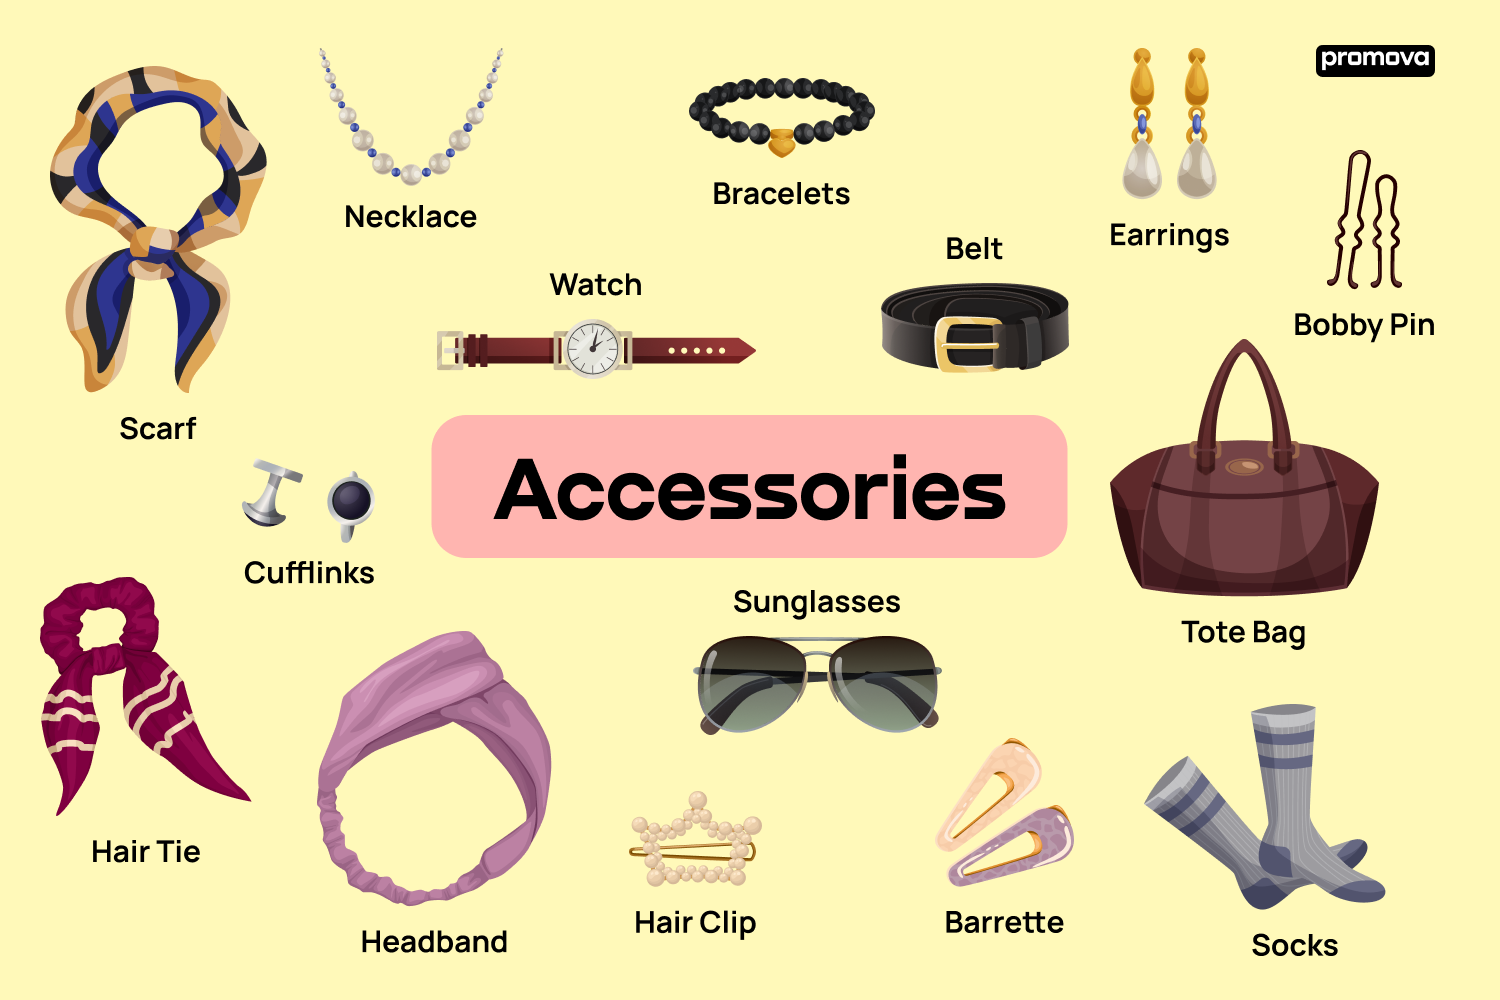 promova
Necklace
Bracelets
Earrings
Belt
Watch
Bobby Pin
Scarf
Accessories
Cufflinks
Sunglasses
Tote Bag
Hair Tie
Headband
Hair Clip
Barrette
Socks